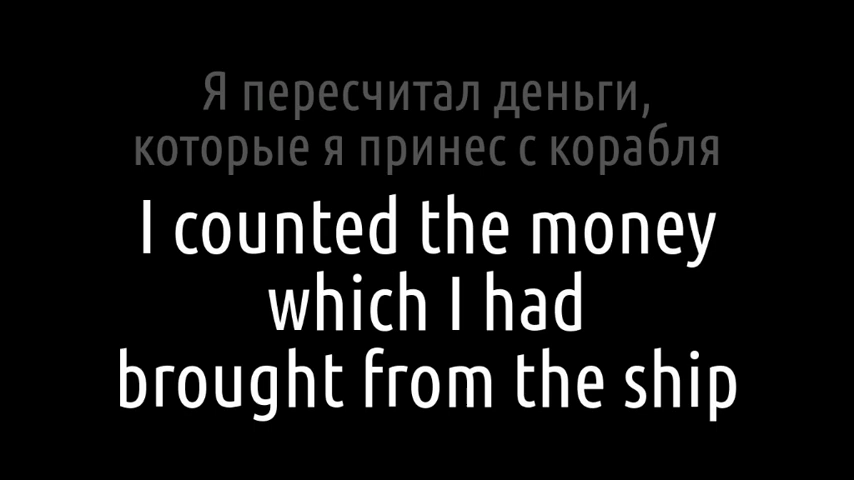 Я пересчитал деньги,
которые я принес с корабля
I counted the money
which I had
brought from the ship